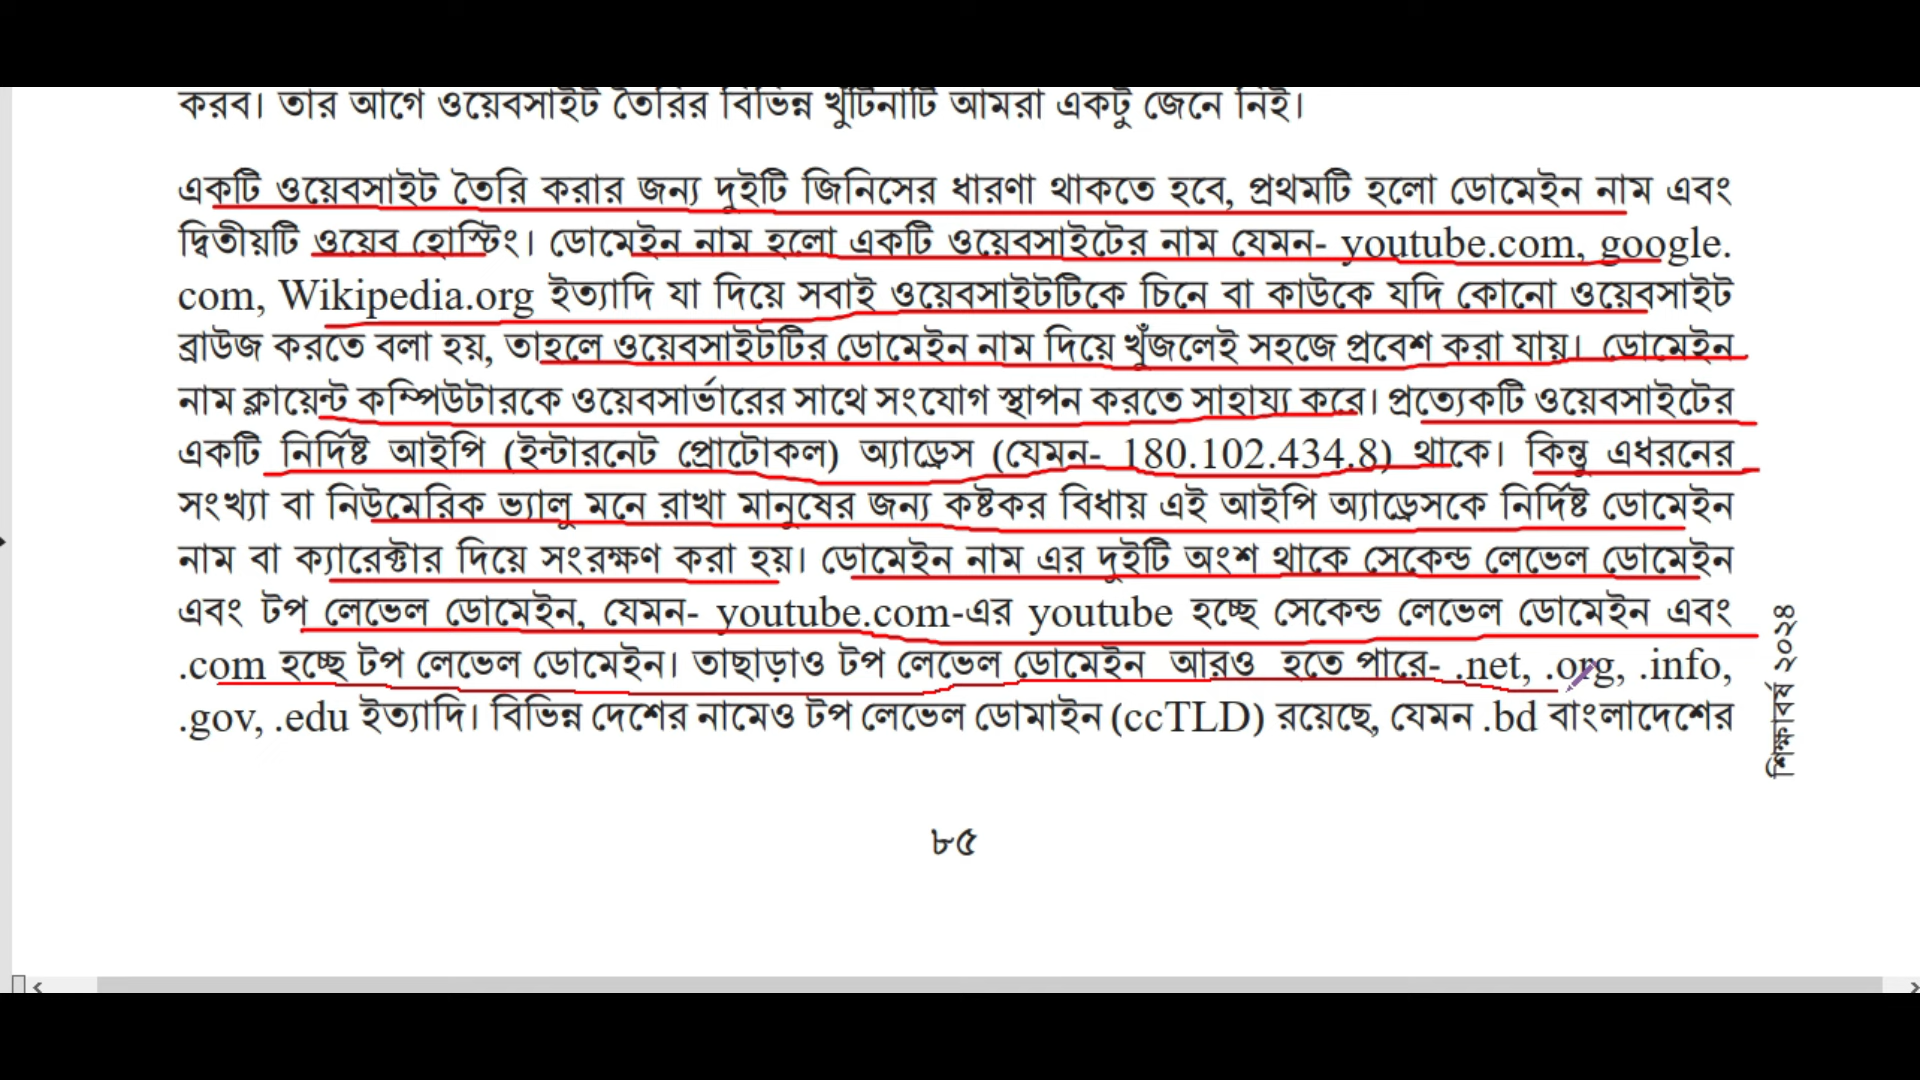 করব। তার আগে ওয়েবসাইট তৈরির বিভিন্ন খুঁটিনাটি আমরা একটু জেনে নিই।
একটি ওয়েবসাইট তৈরি করার জন্য দুইটি জিনিসের ধারণা থাকতে হবে, প্রথমটি হলো ডোমেইন নাম এবং
দ্বিতীয়টি ওয়েব হোস্টিং। ডোমেইন নাম হলো একটি ওয়েবসাইটের নাম যেমন- youtube.com, google.
com, Wikipedia.org ইত্যাদি যা দিয়ে সবাই ওয়েবসাইটটিকে চিনে বা কাউকে যদি কোনো ওয়েবসাইট
ব্রাউজ করতে বলা হয়, তাহলে ওয়েবসাইটটির ডোমেইন নাম দিয়ে খুঁজলেই সহজে প্রবেশ করা যায়। ডোমেইন
নাম ক্লায়েন্ট কম্পিউটারকে ওয়েবসার্ভারের সাথে সংযোগ স্থাপন করতে সাহায্য করে। প্রত্যেকটি ওয়েবসাইটের
একটি নির্দিষ্ট আইপি (ইন্টারনেট প্রোটোকল) অ্যাড্রেস (যেমন- 180.102.434.8) থাকে। কিন্তু এধরনের
সংখ্যা বা নিউমেরিক ভ্যালু মনে রাখা মানুষের জন্য কষ্টকর বিধায় এই আইপি অ্যাড্রেসকে নির্দিষ্ট ডোমেইন
নাম বা ক্যারেক্টার দিয়ে সংরক্ষণ করা হয়। ডোমেইন নাম এর দুইটি অংশ থাকে সেকেন্ড লেভেল ডোমেইন
এবং টপ লেভেল ডোমেইন, যেমন- youtube.com-এর youtube হচ্ছে সেকেন্ড লেভেল ডোমেইন এবং
.com হচ্ছে টপ লেভেল ডোমেইন। তাছাড়াও টপ লেভেল ডোমেইন আরও হতে পারে- .net, .org, .info,
.gov, .edu ইত্যাদি। বিভিন্ন দেশের নামেও টপ লেভেল ডোমাইন (ccTLD) রয়েছে, যেমন .bd বাংলাদেশের
শিক্ষাবর্ষ ২০২৪
৮৫